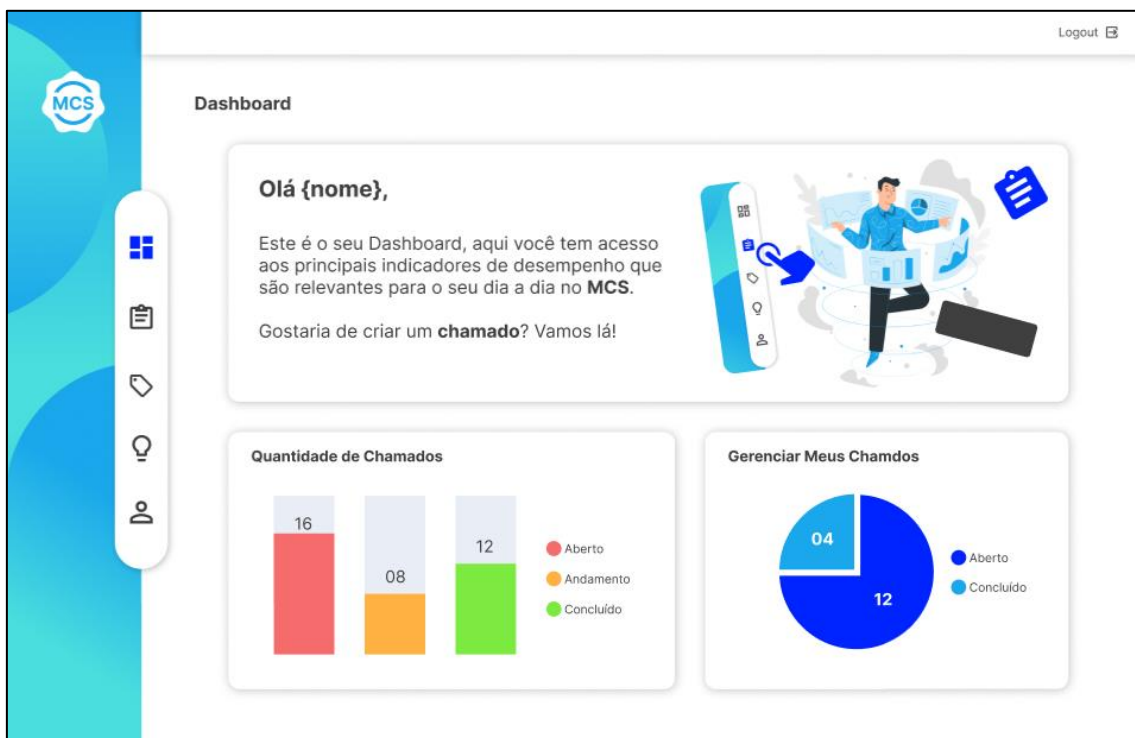 Logout
MCS
Dashboard
Olá {nome},
Este é o seu Dashboard, aqui você tem acesso
aos principais indicadores de desempenho que
são relevantes para o seu dia a dia no MCS.
Gostaria de criar um chamado? Vamos lá!
Quantidade de Chamados
16
08
12
Aberto
Andamento
Concluído
Gerenciar Meus Chamdos
04
12
Aberto
Concluído